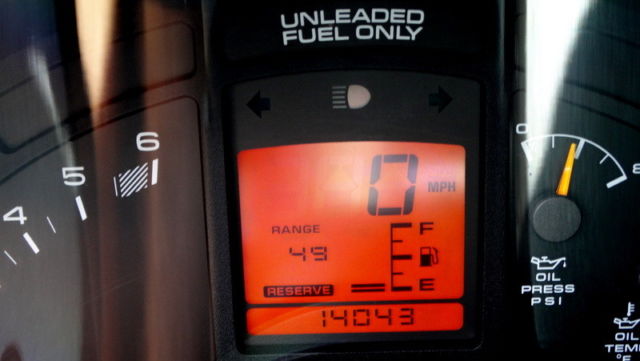 UNLEADED
FUEL ONLY
4
5
6
0
MPH
RANGE
49
F
RESERVE
E
14043
0
8
OIL
PRESS
PSI
OIL
TEM
°F